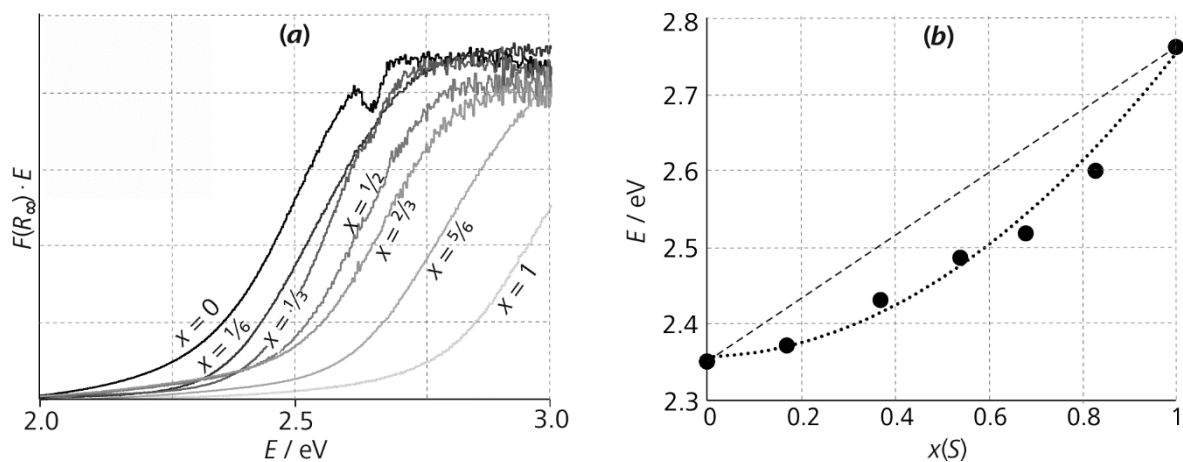 (a)
F(R∞) · E
x = 0
x = 1/6
x = 1/3
x = 1/2
x = 2/3
x = 5/6
x = 1
2.0
2.5
3.0
E / eV
(b)
E / eV
2.8
2.7
2.6
2.5
2.4
2.3
0
0.2
0.4
0.6
0.8
1
x(S)